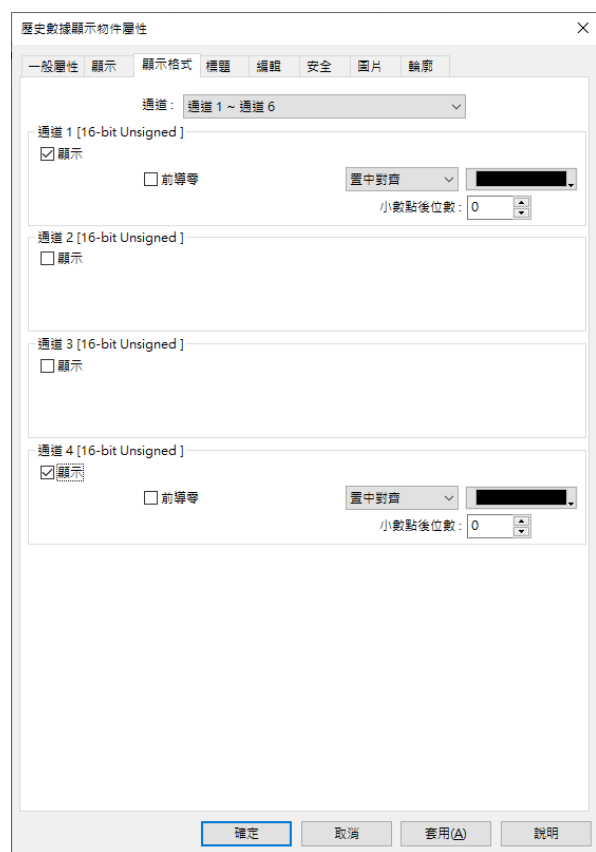 歷史數據顯示物件屬性
一般屬性 顯示 顯示格式 標題 編輯 安全 圖片 輪廓
通道 : 通道 1 ~ 通道 6
通道 1 [16-bit Unsigned ]
顯示
前導零 置中對齊
小數點後位數 : 0
通道 2 [16-bit Unsigned ]
顯示
通道 3 [16-bit Unsigned ]
顯示
通道 4 [16-bit Unsigned ]
顯示
前導零 置中對齊
小數點後位數 : 0
確定 取消 套用(A) 說明